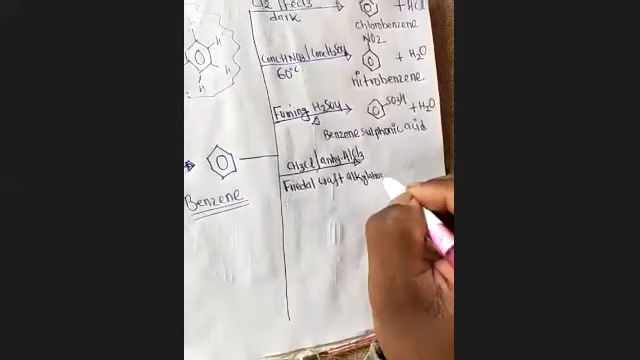 Cl2 / FeCl3
dark
+ HCl
chlorobenzene
NO2
conc HNO3 / conc H2SO4
60°C
+ H2O
nitrobenzene
Fuming H2SO4
Δ
SO3H
+ H2O
Benzene sulphonic acid
CH3Cl | anhy. AlCl3
Friedal craft alkylation
Benzene
H
H
H